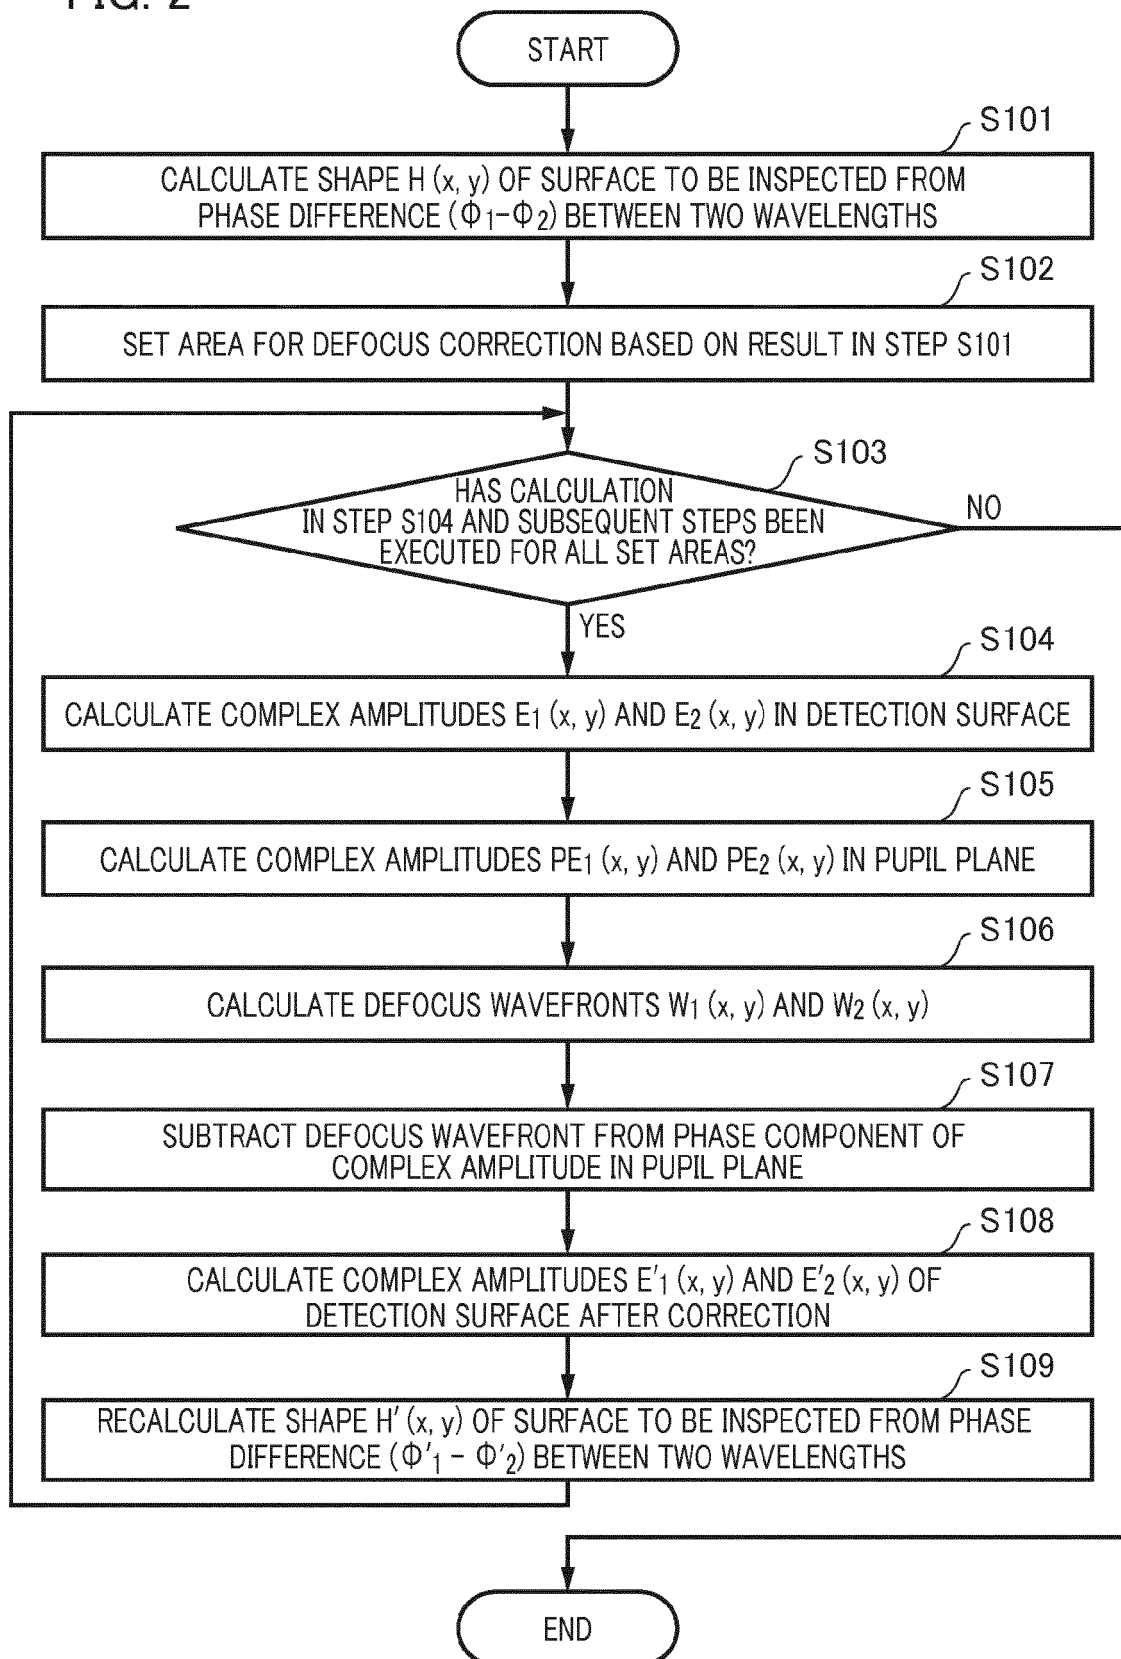 FIG. 2
START
S101
CALCULATE SHAPE H (x, y) OF SURFACE TO BE INSPECTED FROM
PHASE DIFFERENCE (Φ₁-Φ₂) BETWEEN TWO WAVELENGTHS
S102
SET AREA FOR DEFOCUS CORRECTION BASED ON RESULT IN STEP S101
S103
HAS CALCULATION
IN STEP S104 AND SUBSEQUENT STEPS BEEN
EXECUTED FOR ALL SET AREAS?
NO
YES
S104
CALCULATE COMPLEX AMPLITUDES E₁ (x, y) AND E₂ (x, y) IN DETECTION SURFACE
S105
CALCULATE COMPLEX AMPLITUDES PE₁ (x, y) AND PE₂ (x, y) IN PUPIL PLANE
S106
CALCULATE DEFOCUS WAVEFRONTS W₁ (x, y) AND W₂ (x, y)
S107
SUBTRACT DEFOCUS WAVEFRONT FROM PHASE COMPONENT OF
COMPLEX AMPLITUDE IN PUPIL PLANE
S108
CALCULATE COMPLEX AMPLITUDES E'₁ (x, y) AND E'₂ (x, y) OF
DETECTION SURFACE AFTER CORRECTION
S109
RECALCULATE SHAPE H' (x, y) OF SURFACE TO BE INSPECTED FROM PHASE
DIFFERENCE (Φ'₁ - Φ'₂) BETWEEN TWO WAVELENGTHS
END